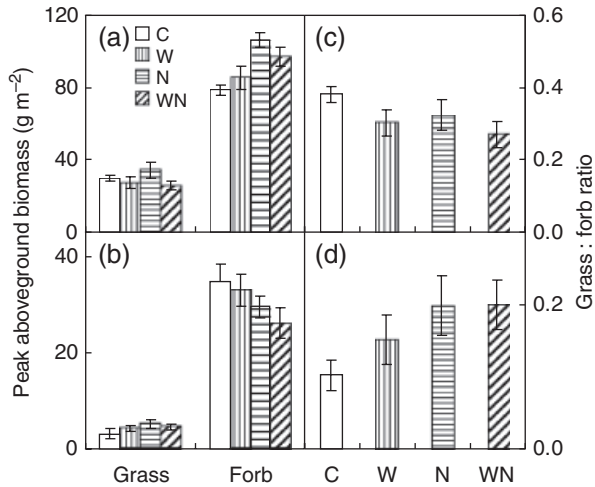 Peak aboveground biomass (g m⁻²)
120
80
40
0
(a)
C
W
N
WN
(c)
0.6
0.4
0.2
0.0
40
20
0
(b)
(d)
0.2
0.0
Grass : forb ratio
Grass Forb C W N WN